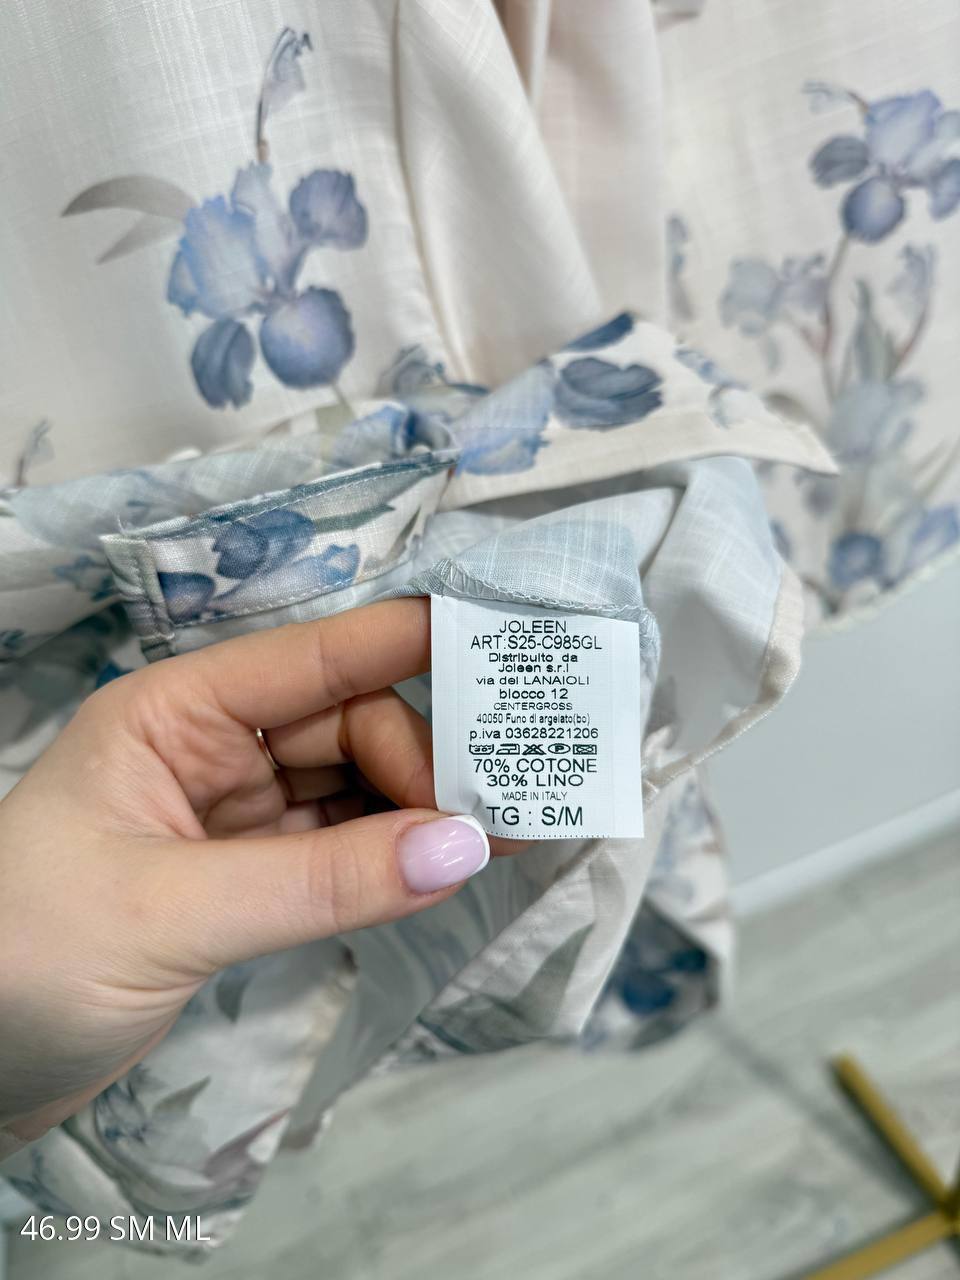 JOLEEN
ART:S25-C985GL
Distribuito da
Joleen s.r.l
via dei LANAIOLI
blocco 12
CENTERGROSS
40050 Funo di argelato(bo)
p.iva 03628221206
70% COTONE
30% LINO
MADE IN ITALY
TG : S/M
46.99 SM ML